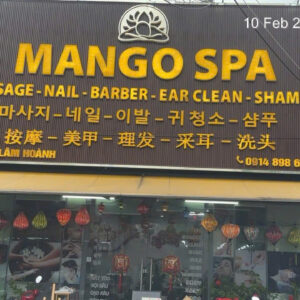 10 Feb 2
MANGO SPA
SAGE - NAIL - BARBER - EAR CLEAN - SHAM
마사지 – 네일 – 이발 – 귀 청소 – 샴푸
按摩 – 美甲 – 理发 – 采耳 – 洗头
LÂM HOÀNH
0914 898 6